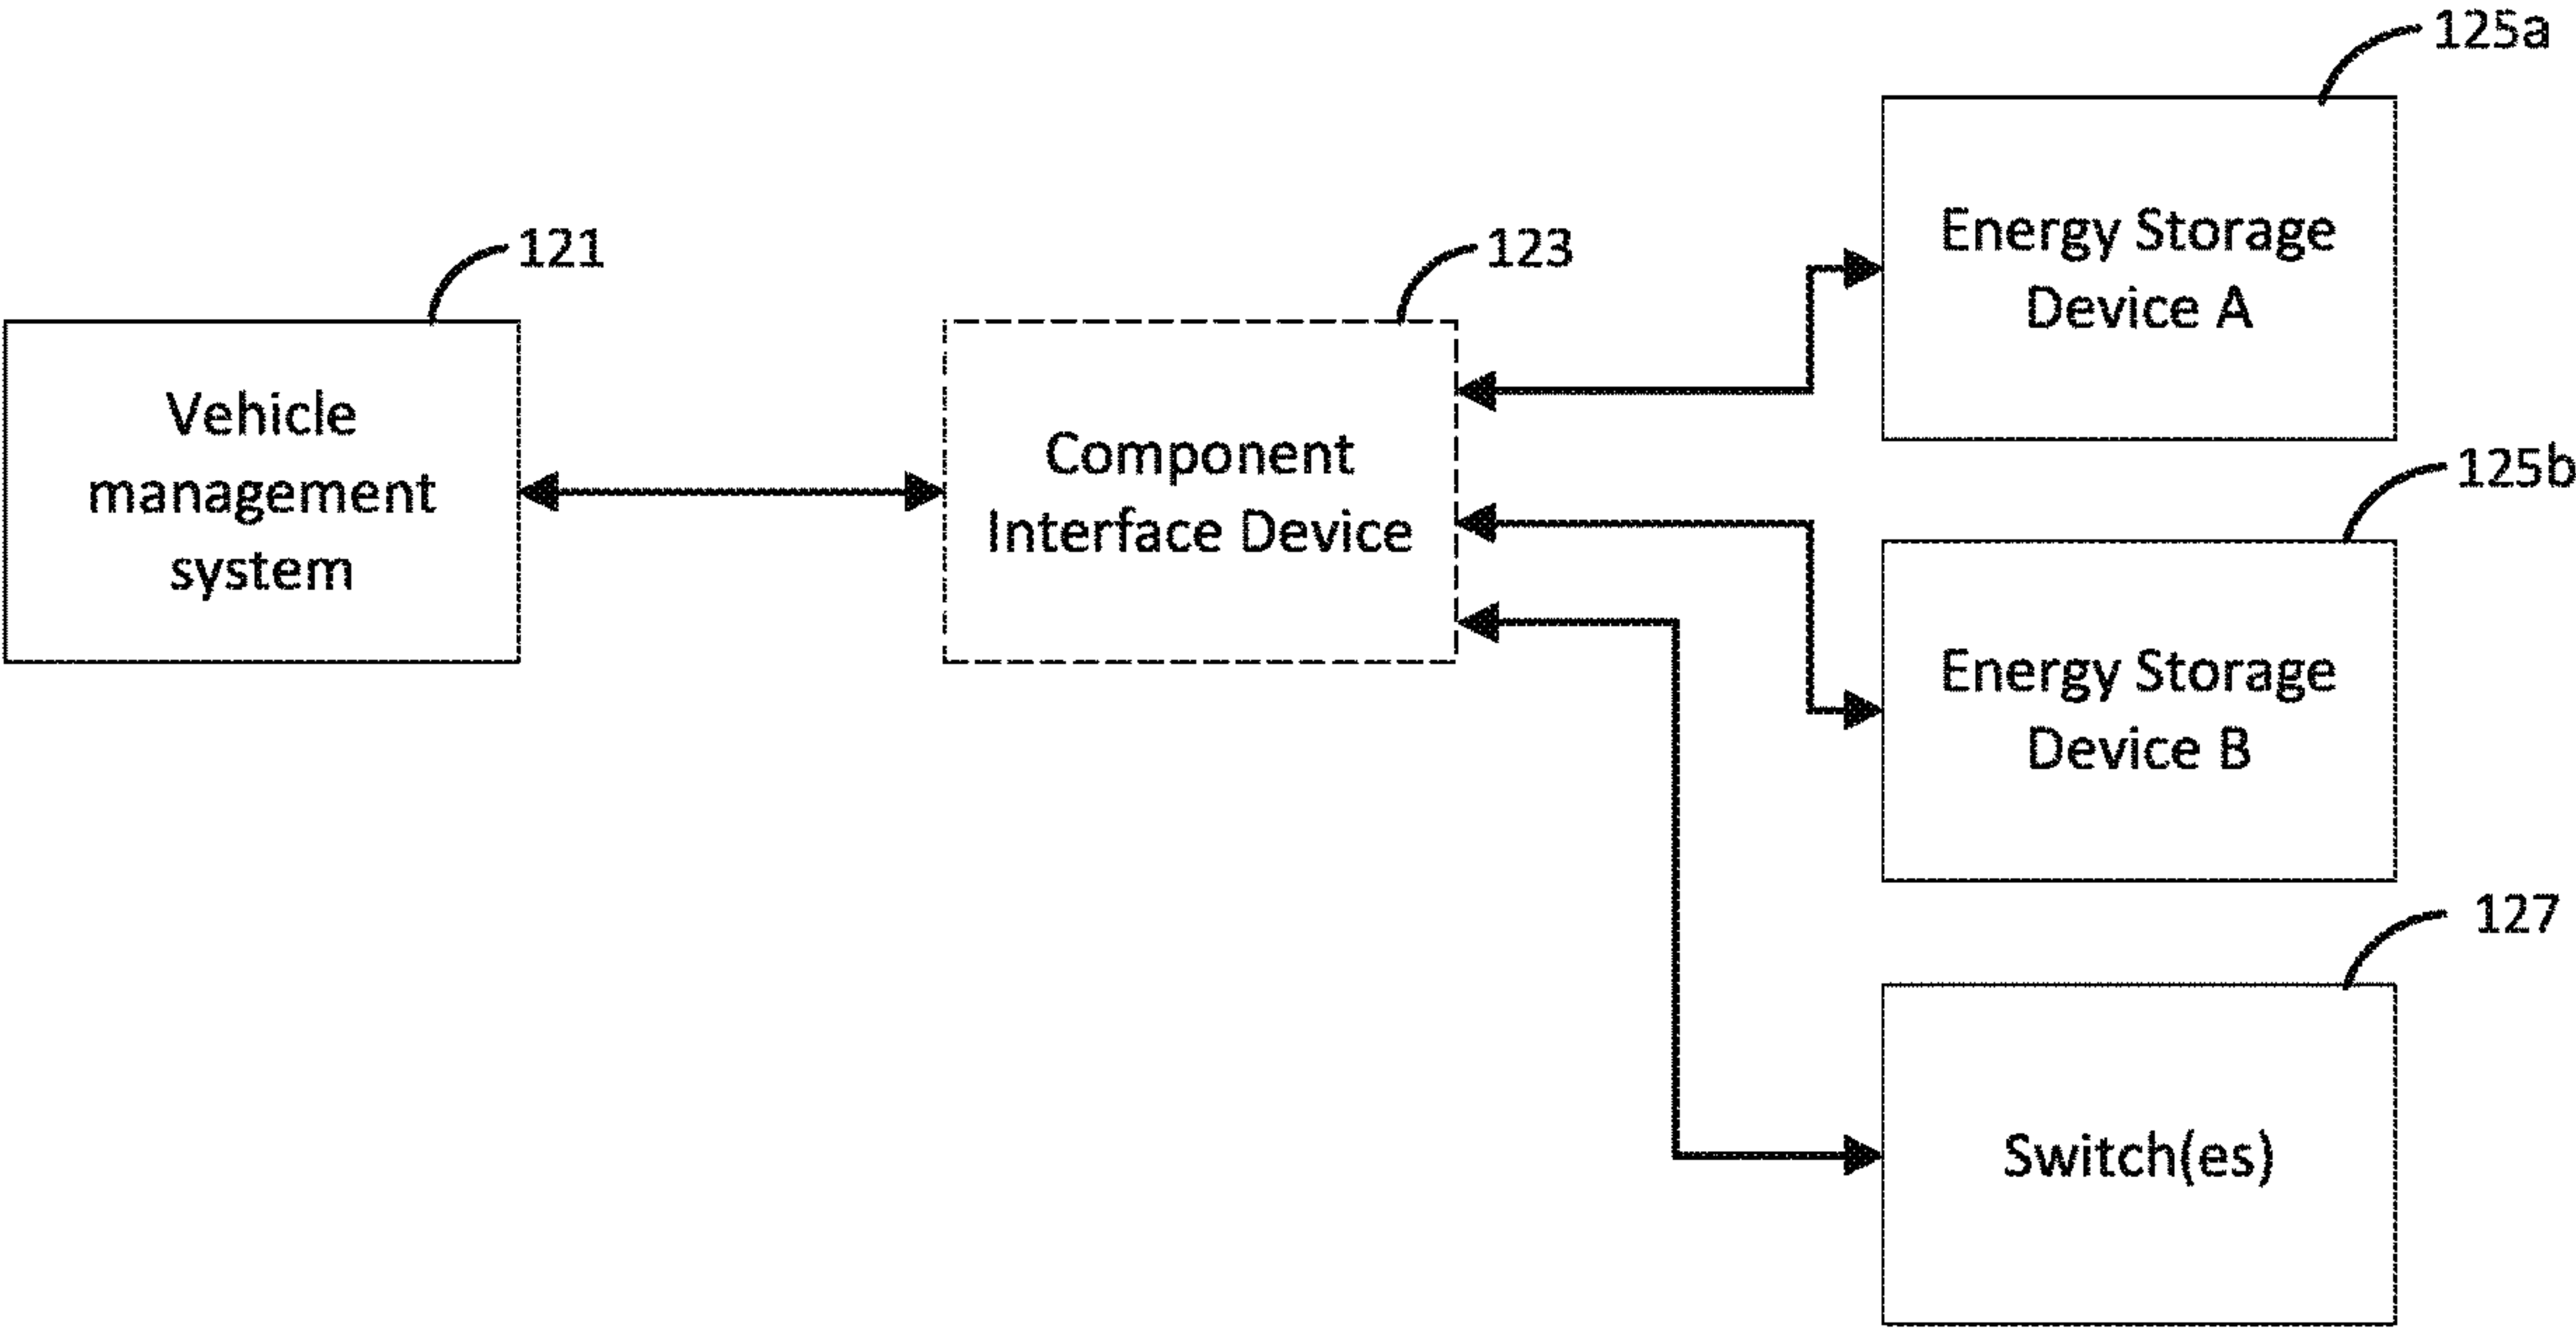 121
Vehicle
management
system
123
Component
Interface Device
125a
Energy Storage
Device A
125b
Energy Storage
Device B
127
Switch(es)